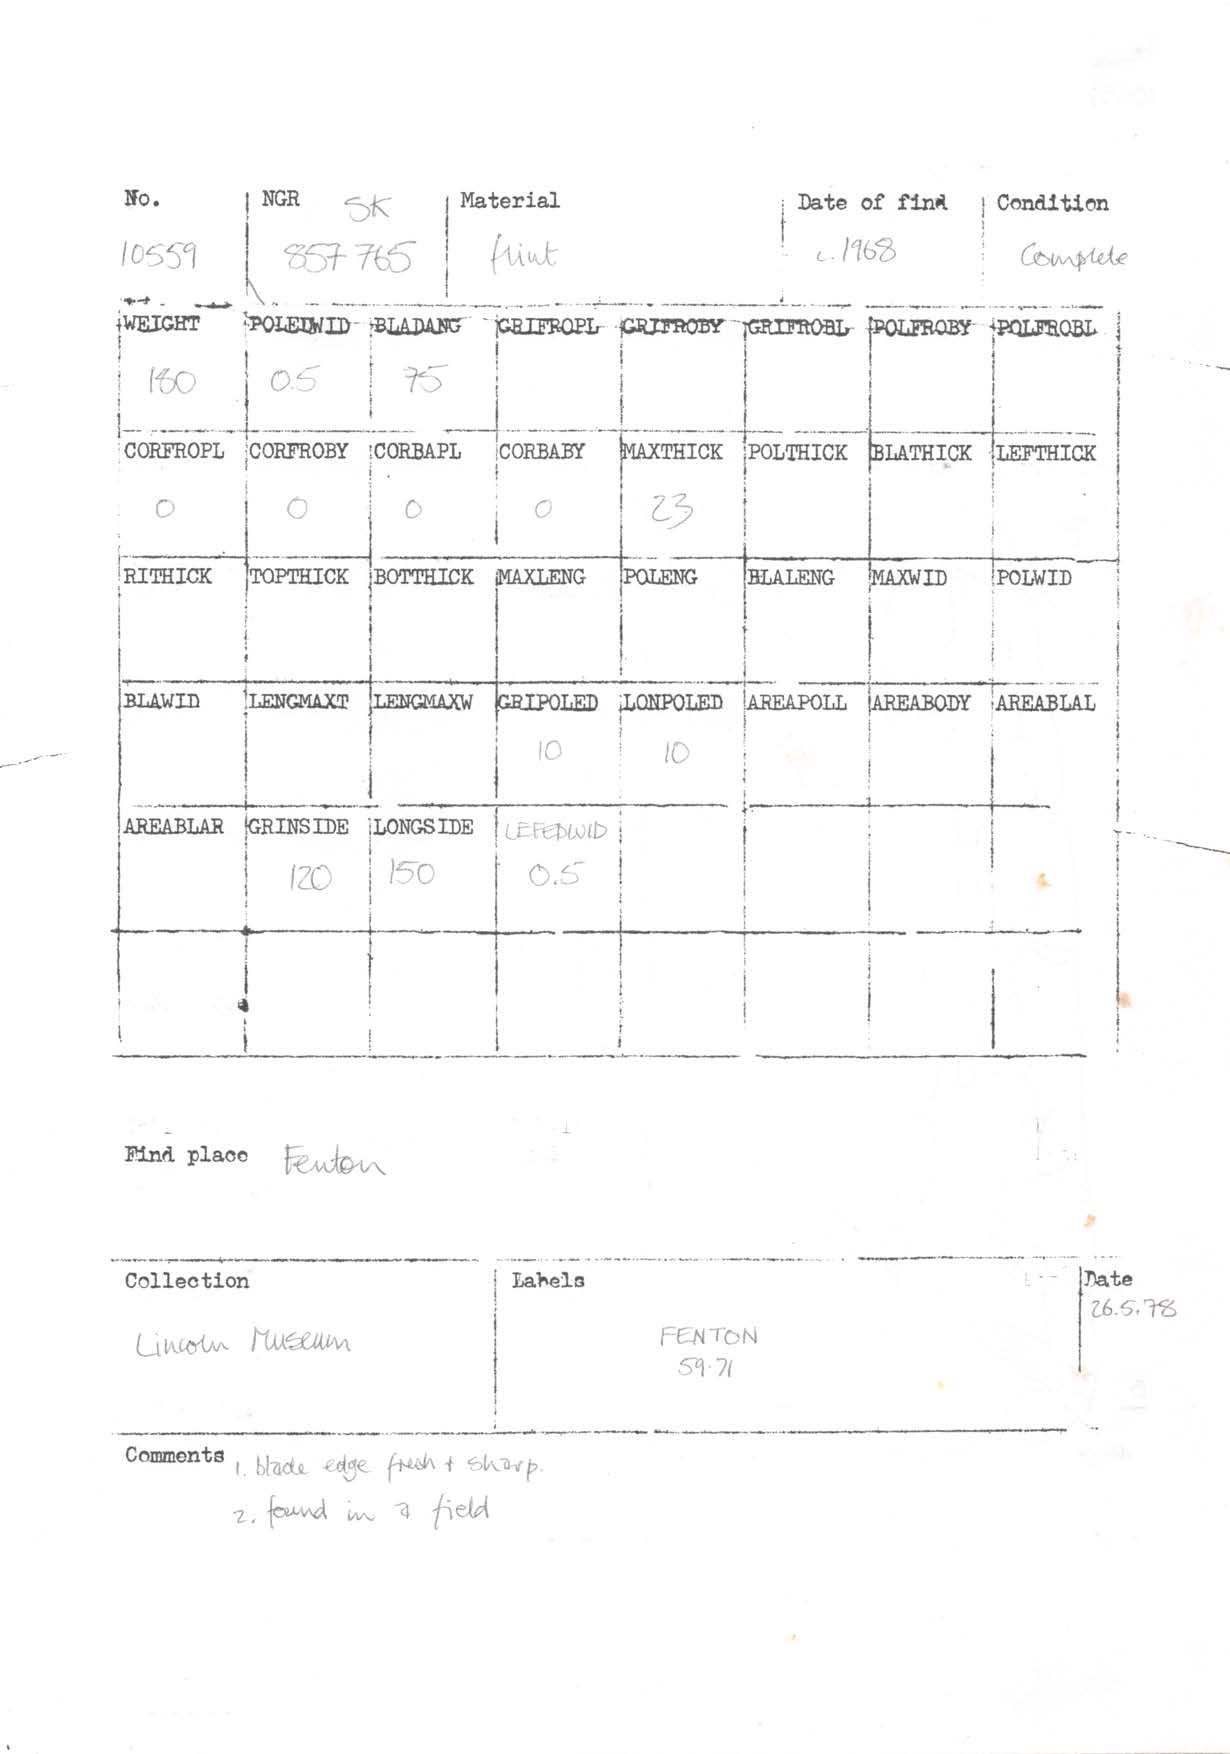 No. NGR SK Material Date of find Condition
10559 857 765 flint c.1968 Complete
WEIGHT POLEDWID BLADANG GRIFROPL GRIFROBY GRIFROBL POLFROBY POLFROBL
180 0.5 75
CORFROPL CORFROBY CORBAPL CORBABY MAXTHICK POLTHICK BLATHICK LEFTHICK
0 0 0 0 23
RITHICK TOPTHICK BOTTHICK MAXLENG POLENG BLALENG MAXWID POLWID
BLAWID LENGMAXT LENGMAXW GRIPOLED LONPOLED AREAPOLL AREABODY AREABLAL
10 10
AREABLAR GRINSIDE LONGSIDE LEFEDWID
120 150 0.5
Find place Fenton
Collection Labels Date
26.5.78
Lincoln Museum FENTON
59.71
Comments 1. blade edge fresh + sharp.
2. found in a field